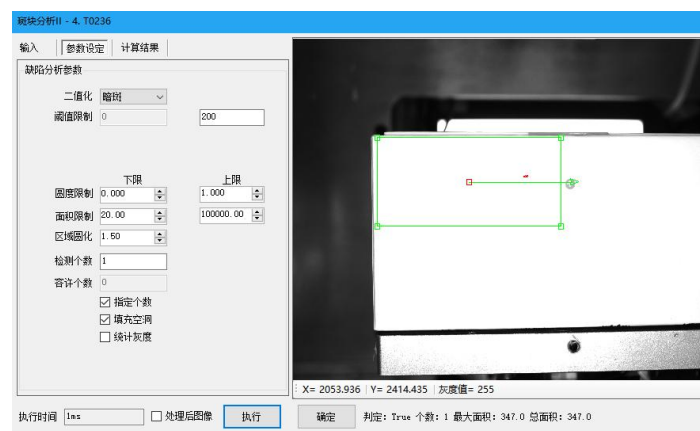 斑块分析II - 4. T0236
输入 参数设定 计算结果
缺陷分析参数
二值化 暗斑
阈值限制 0 200
下限 上限
圆度限制 0.000 1.000
面积限制 20.00 100000.00
区域圆化 1.50
检测个数 1
容许个数 0
指定个数
填充空洞
统计灰度
X= 2053.936 Y= 2414.435 灰度值= 255
执行时间 1ms 处理后图像 执行 确定 判定: True 个数: 1 最大面积: 347.0 总面积: 347.0